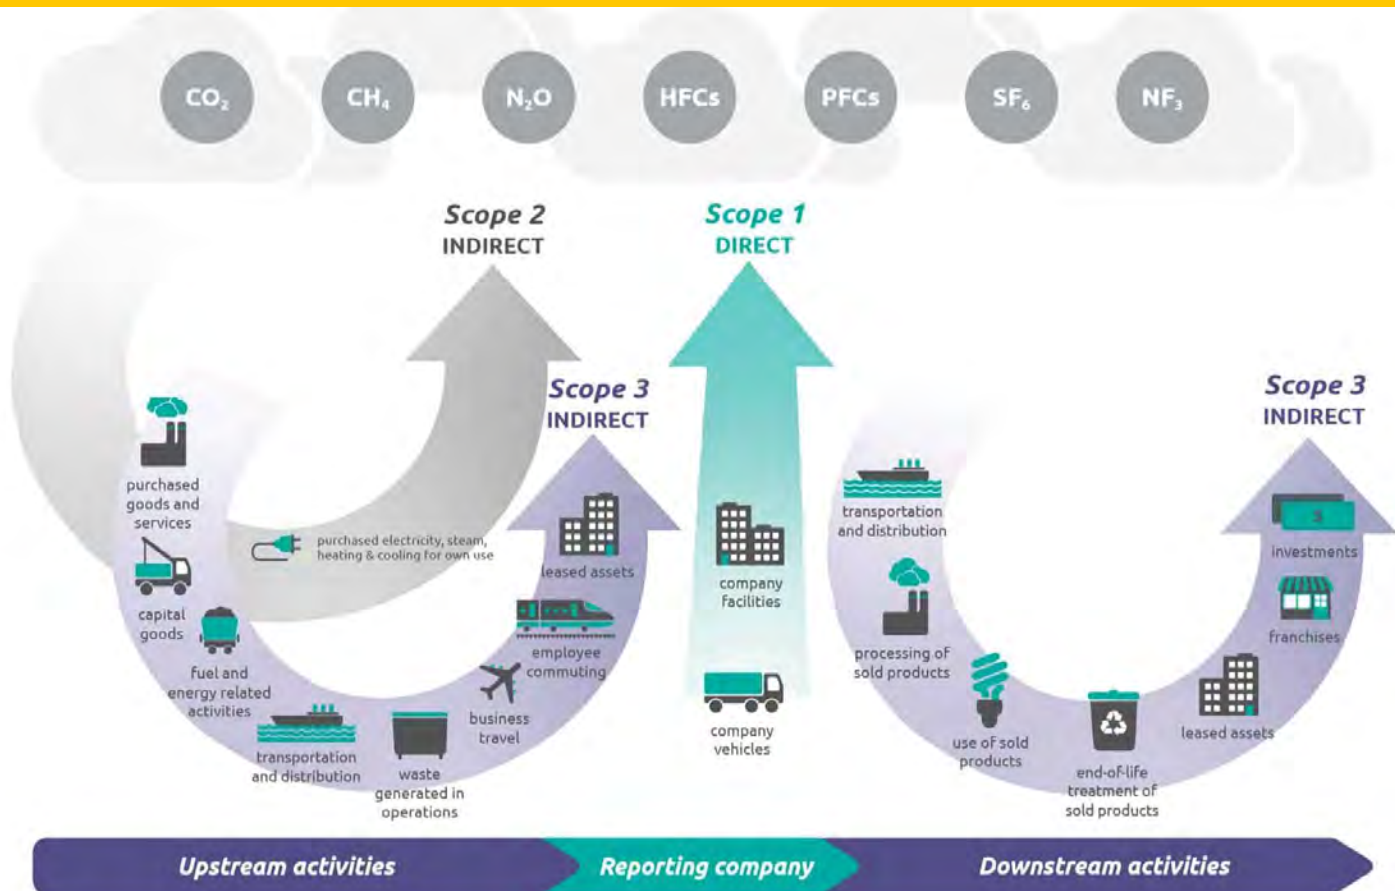 CO₂
CH₄
N₂O
HFCs
PFCs
SF₆
NF₃
Scope 2
INDIRECT
Scope 1
DIRECT
Scope 3
INDIRECT
Scope 3
INDIRECT
purchased
goods and
services
capital
goods
fuel and
energy related
activities
transportation
and distribution
waste
generated in
operations
business
travel
employee
commuting
leased assets
purchased electricity, steam,
heating & cooling for own use
company
facilities
company
vehicles
transportation
and distribution
processing of
sold products
use of sold
products
end-of-life
treatment of
sold products
leased assets
franchises
$
investments
Upstream activities
Reporting company
Downstream activities